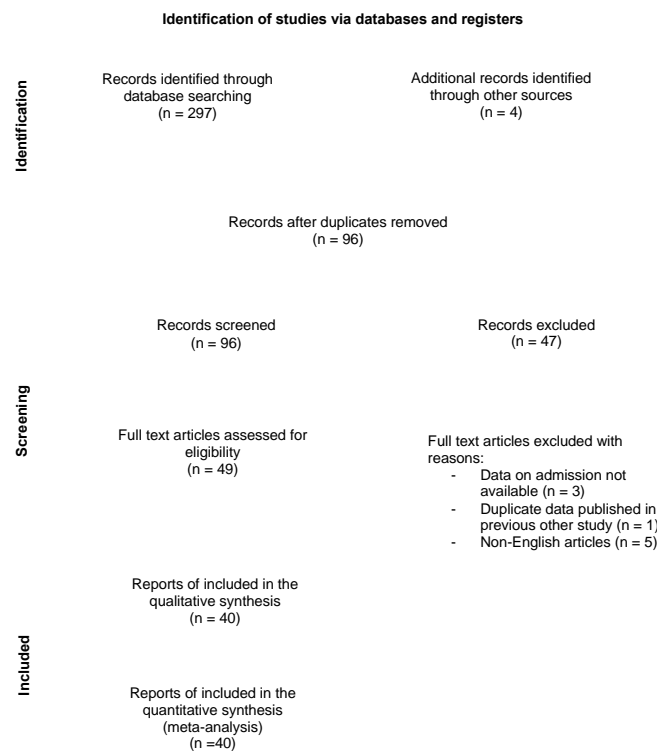 Identification of studies via databases and registers
Identification
Records identified through
database searching
(n = 297)
Additional records identified
through other sources
(n = 4)
Records after duplicates removed
(n = 96)
Screening
Records screened
(n = 96)
Records excluded
(n = 47)
Full text articles assessed for
eligibility
(n = 49)
Full text articles excluded with
reasons:
- Data on admission not
available (n = 3)
- Duplicate data published in
previous other study (n = 1)
- Non-English articles (n = 5)
Included
Reports of included in the
qualitative synthesis
(n = 40)
Reports of included in the
quantitative synthesis
(meta-analysis)
(n =40)